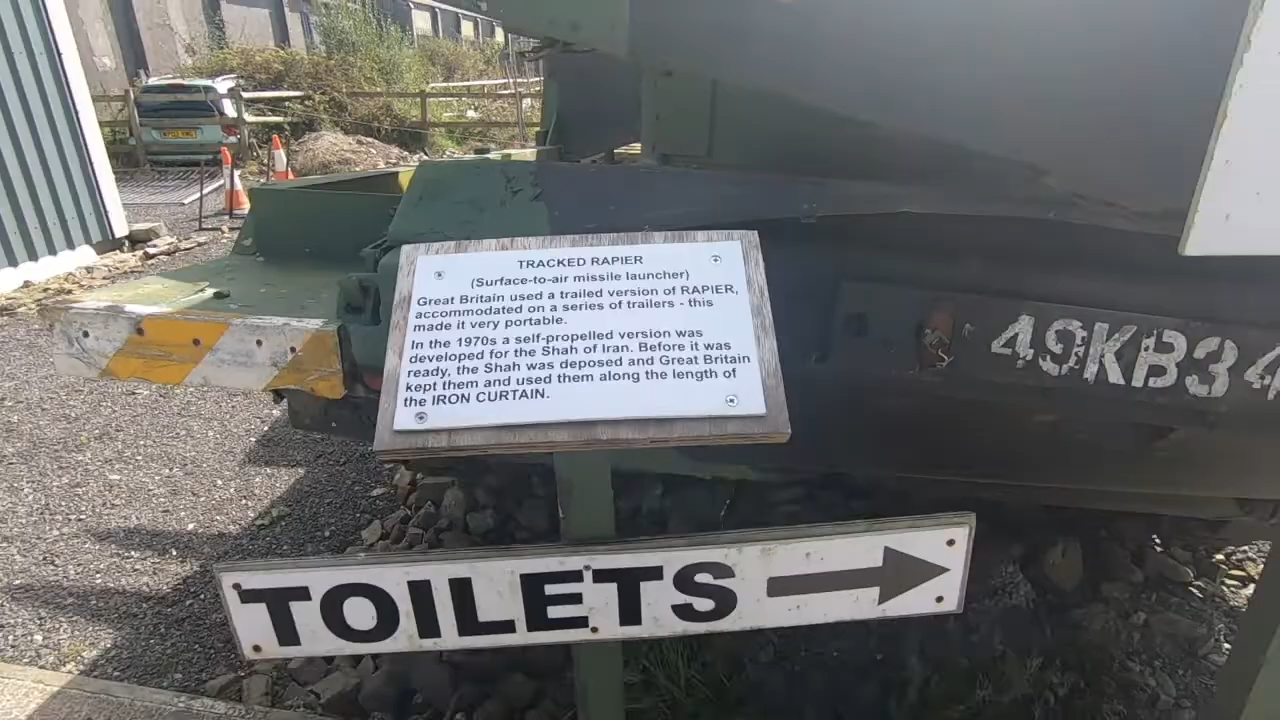 TRACKED RAPIER
(Surface-to-air missile launcher)
Great Britain used a trailed version of RAPIER,
accommodated on a series of trailers - this
made it very portable.
In the 1970s a self-propelled version was
developed for the Shah of Iran. Before it was
ready, the Shah was deposed and Great Britain
kept them and used them along the length of
the IRON CURTAIN.
49KB34
TOILETS